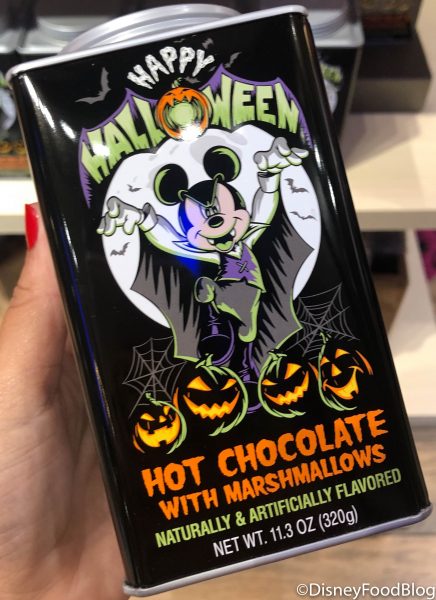 HAPPY
HALLOWEEN
HOT CHOCOLATE
WITH MARSHMALLOWS
NATURALLY & ARTIFICIALLY FLAVORED
NET WT. 11.3 OZ (320g)
©DisneyFoodBlog